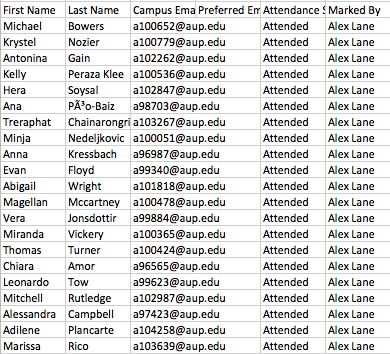 First Name Last Name Campus Ema Preferred Em Attendance S Marked By
Michael Bowers a100652@aup.edu Attended Alex Lane
Krystel Nozier a100779@aup.edu Attended Alex Lane
Antonina Gain a102262@aup.edu Attended Alex Lane
Kelly Peraza Klee a100536@aup.edu Attended Alex Lane
Hera Soysal a102847@aup.edu Attended Alex Lane
Ana PÃ³o-Baiz a98703@aup.edu Attended Alex Lane
Treraphat Chainarongri a103267@aup.edu Attended Alex Lane
Minja Nedeljkovic a100051@aup.edu Attended Alex Lane
Anna Kressbach a96987@aup.edu Attended Alex Lane
Evan Floyd a99340@aup.edu Attended Alex Lane
Abigail Wright a101818@aup.edu Attended Alex Lane
Magellan Mccartney a100478@aup.edu Attended Alex Lane
Vera Jonsdottir a99884@aup.edu Attended Alex Lane
Miranda Vickery a100365@aup.edu Attended Alex Lane
Thomas Turner a100424@aup.edu Attended Alex Lane
Chiara Amor a96565@aup.edu Attended Alex Lane
Leonardo Tow a99623@aup.edu Attended Alex Lane
Mitchell Rutledge a102987@aup.edu Attended Alex Lane
Alessandra Campbell a97423@aup.edu Attended Alex Lane
Adilene Plancarte a104258@aup.edu Attended Alex Lane
Marissa Rico a103639@aup.edu Attended Alex Lane